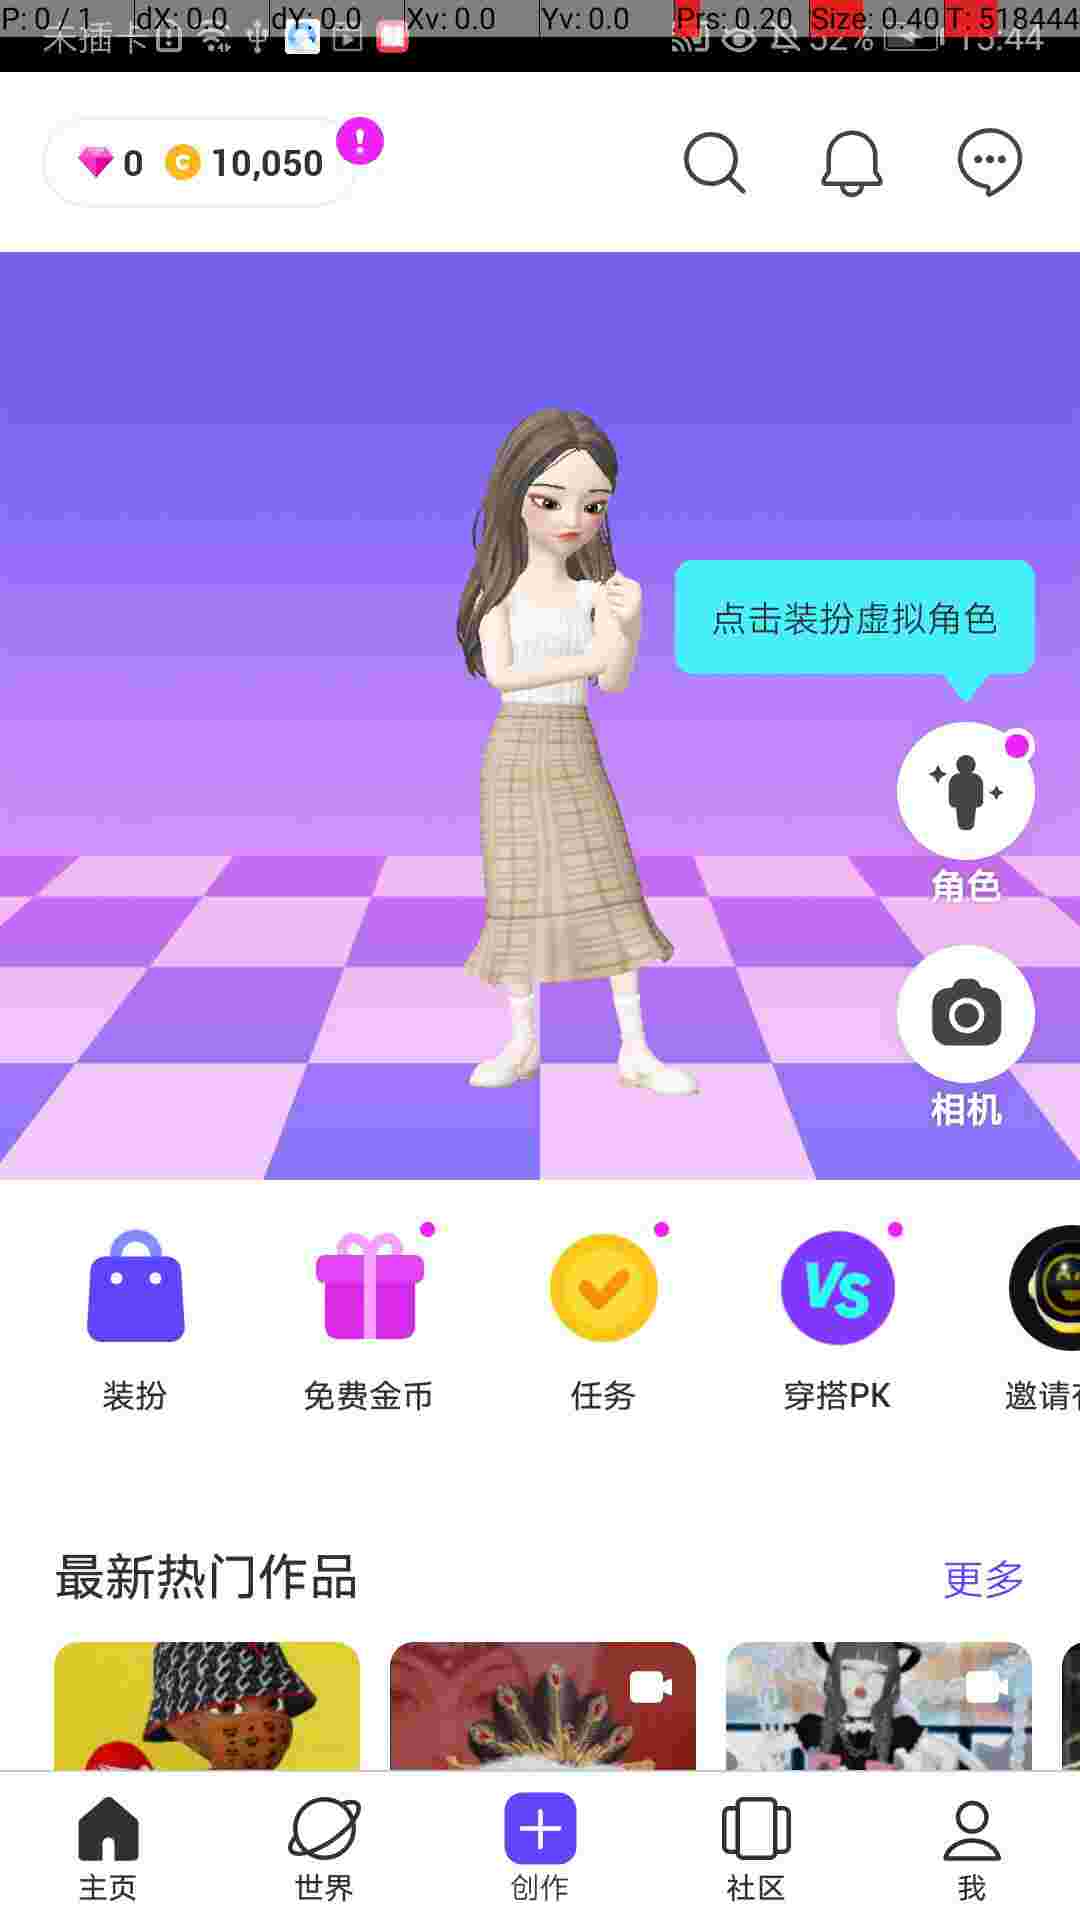 P: 0 / 1 dX: 0.0 dY: 0.0 Xv: 0.0 Yv: 0.0 Prs: 0.20 Size: 0.40 T: 518444
未插卡 52% 15:44
0 C 10,050 !
点击装扮虚拟角色
角色
相机
VS
装扮 免费金币 任务 穿搭PK 邀请
最新热门作品 更多
主页 世界 创作 社区 我